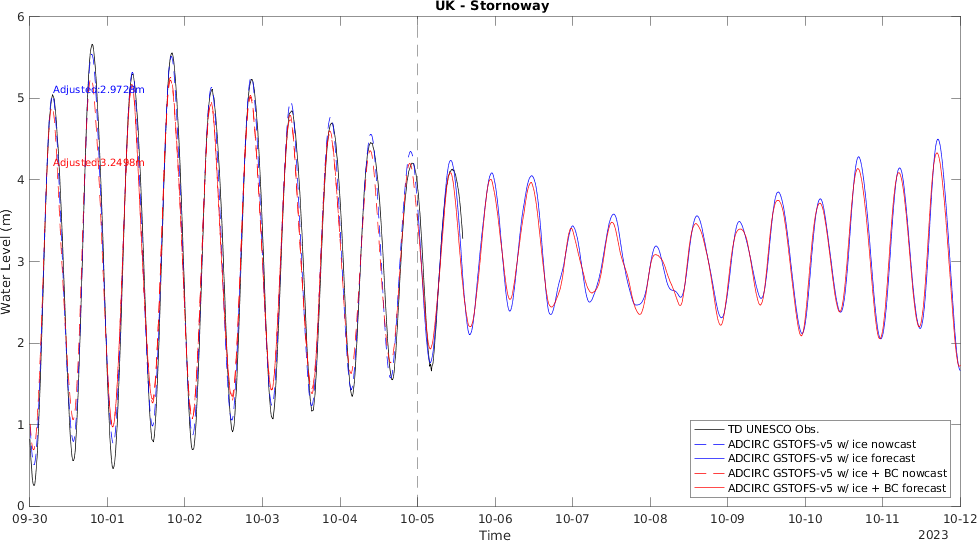 UK - Stornoway
6
5
4
3
2
1
0
Water Level (m)
Adjusted:2.9728m
Adjusted:3.2498m
TD UNESCO Obs.
ADCIRC GSTOFS-v5 w/ ice nowcast
ADCIRC GSTOFS-v5 w/ ice forecast
ADCIRC GSTOFS-v5 w/ ice + BC nowcast
ADCIRC GSTOFS-v5 w/ ice + BC forecast
09-30 10-01 10-02 10-03 10-04 10-05 10-06 10-07 10-08 10-09 10-10 10-11 10-12
Time
2023